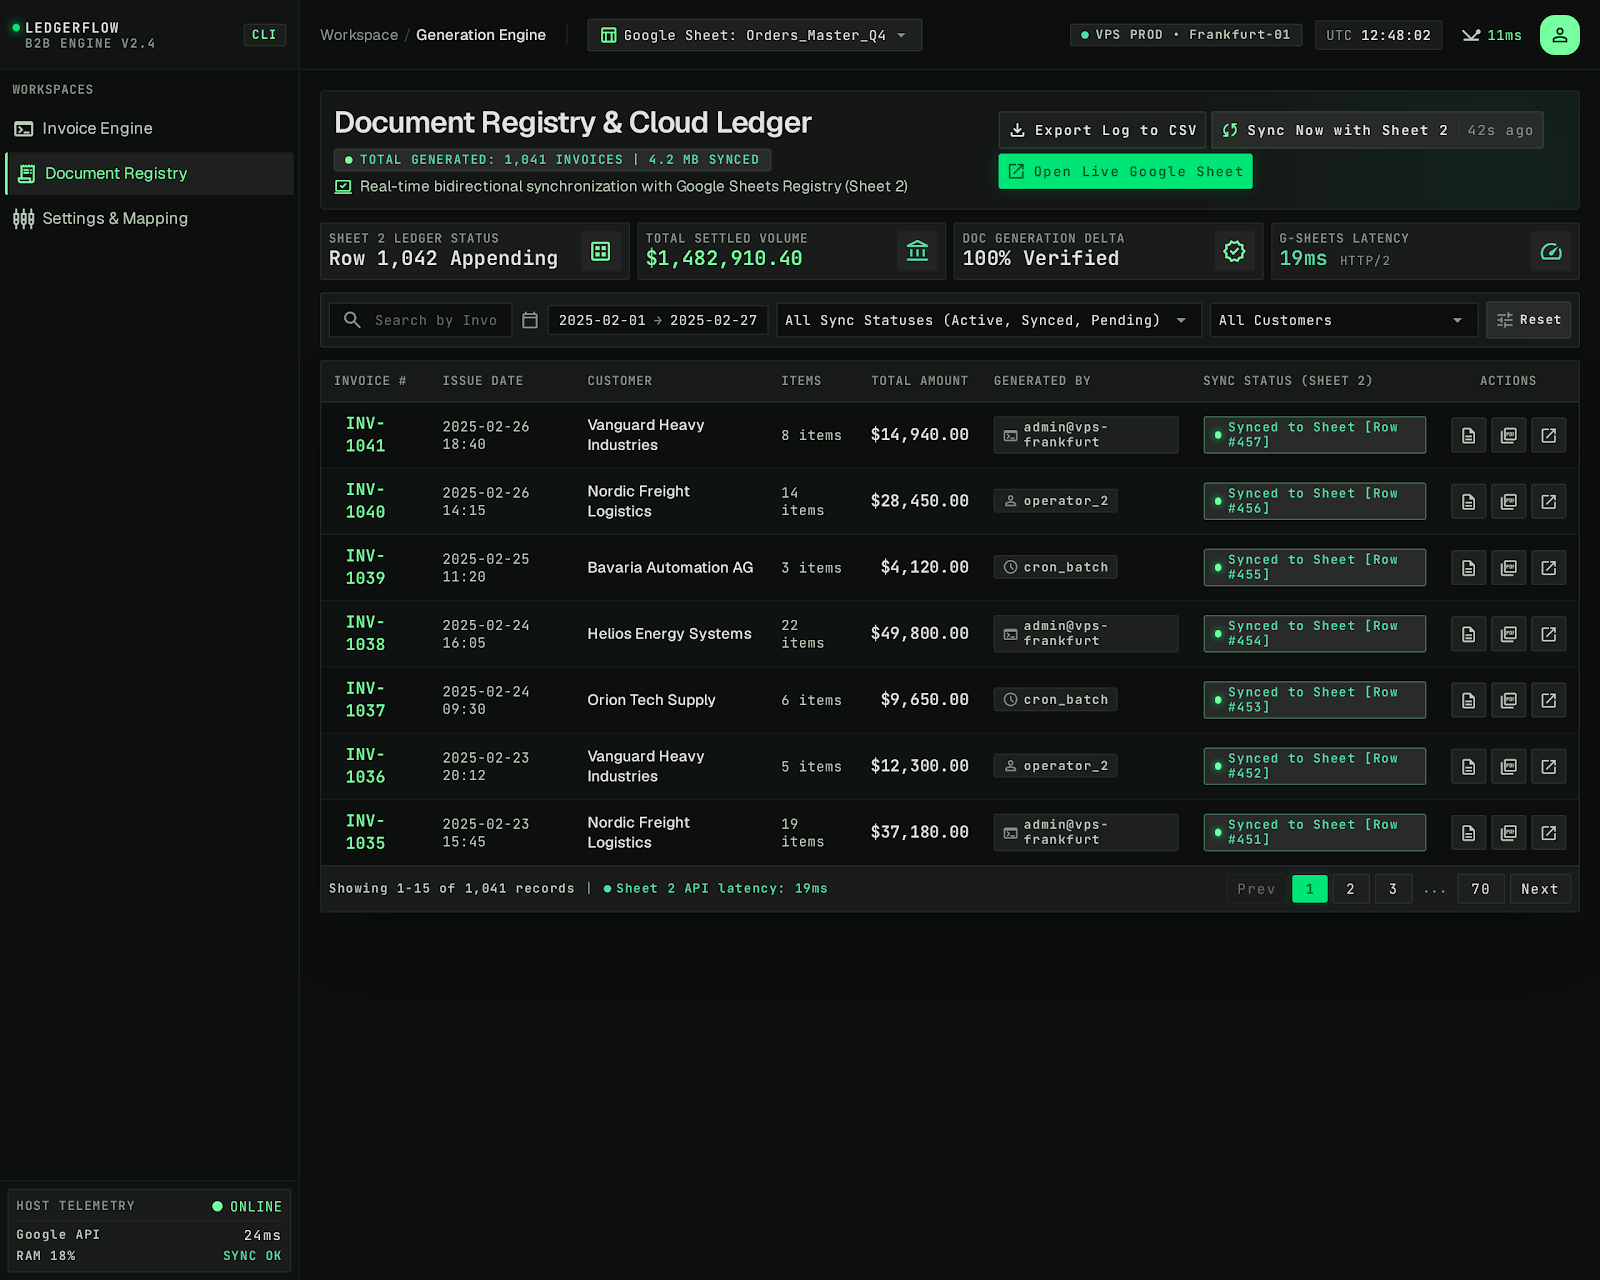 LEDGERFLOW
B2B ENGINE V2.4
CLI
Workspace / Generation Engine
Google Sheet: Orders_Master_Q4
VPS PROD • Frankfurt-01
UTC 12:48:02
11ms
WORKSPACES
Invoice Engine
Document Registry
Settings & Mapping
Document Registry & Cloud Ledger
TOTAL GENERATED: 1,041 INVOICES | 4.2 MB SYNCED
Real-time bidirectional synchronization with Google Sheets Registry (Sheet 2)
Export Log to CSV
Sync Now with Sheet 2 | 42s ago
Open Live Google Sheet
SHEET 2 LEDGER STATUS
Row 1,042 Appending
TOTAL SETTLED VOLUME
$1,482,910.40
DOC GENERATION DELTA
100% Verified
G-SHEETS LATENCY
19ms HTTP/2
Search by Invo
2025-02-01 → 2025-02-27
All Sync Statuses (Active, Synced, Pending)
All Customers
Reset
INVOICE # ISSUE DATE CUSTOMER ITEMS TOTAL AMOUNT GENERATED BY SYNC STATUS (SHEET 2) ACTIONS
INV-
1041
2025-02-26
18:40
Vanguard Heavy
Industries
8 items
$14,940.00
admin@vps-
frankfurt
Synced to Sheet [Row
#457]
INV-
1040
2025-02-26
14:15
Nordic Freight
Logistics
14
items
$28,450.00
operator_2
Synced to Sheet [Row
#456]
INV-
1039
2025-02-25
11:20
Bavaria Automation AG
3 items
$4,120.00
cron_batch
Synced to Sheet [Row
#455]
INV-
1038
2025-02-24
16:05
Helios Energy Systems
22
items
$49,800.00
admin@vps-
frankfurt
Synced to Sheet [Row
#454]
INV-
1037
2025-02-24
09:30
Orion Tech Supply
6 items
$9,650.00
cron_batch
Synced to Sheet [Row
#453]
INV-
1036
2025-02-23
20:12
Vanguard Heavy
Industries
5 items
$12,300.00
operator_2
Synced to Sheet [Row
#452]
INV-
1035
2025-02-23
15:45
Nordic Freight
Logistics
19
items
$37,180.00
admin@vps-
frankfurt
Synced to Sheet [Row
#451]
Showing 1-15 of 1,041 records | Sheet 2 API latency: 19ms
Prev 1 2 3 ... 70 Next
HOST TELEMETRY
ONLINE
Google API
24ms
RAM 18%
SYNC OK